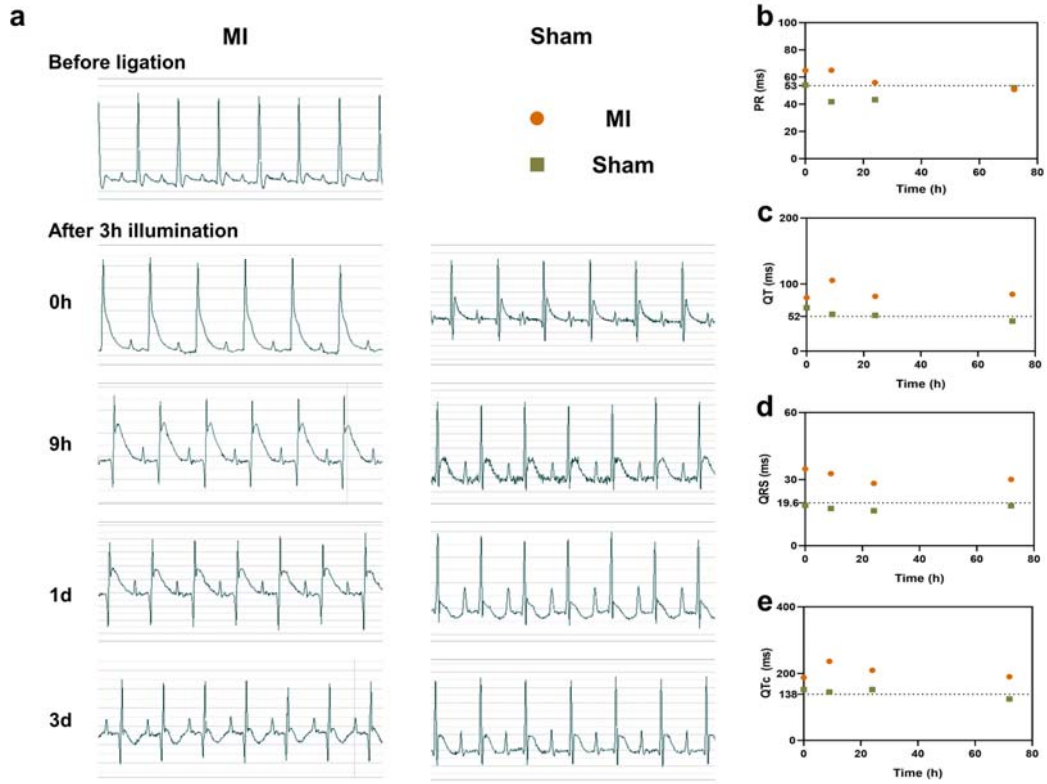 a
MI
Sham
Before ligation
MI
Sham
After 3h illumination
0h
9h
1d
3d
b
PR (ms)
100
80
60
53
40
20
0
0 20 40 60 80
Time (h)
c
QT (ms)
200
100
52
0
0 20 40 60 80
Time (h)
d
QRS (ms)
60
30
19.6
0
0 20 40 60 80
Time (h)
e
QTc (ms)
400
200
138
0
0 20 40 60 80
Time (h)